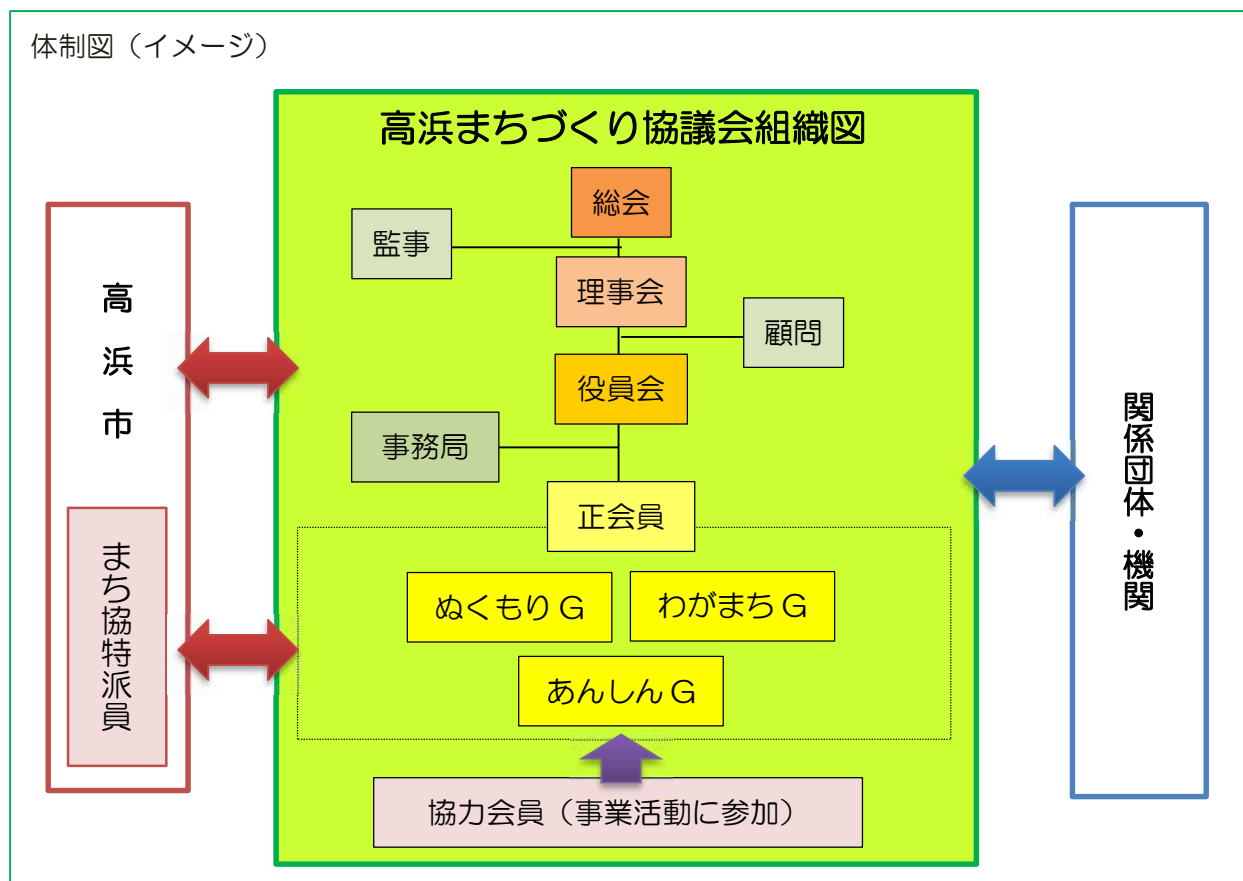 体制図（イメージ）
高浜まちづくり協議会組織図
総会
監事
理事会
顧問
役員会
事務局
正会員
ぬくもりG
わがまちG
あんしんG
協力会員（事業活動に参加）
高浜市
まち協特派員
関係団体・機関